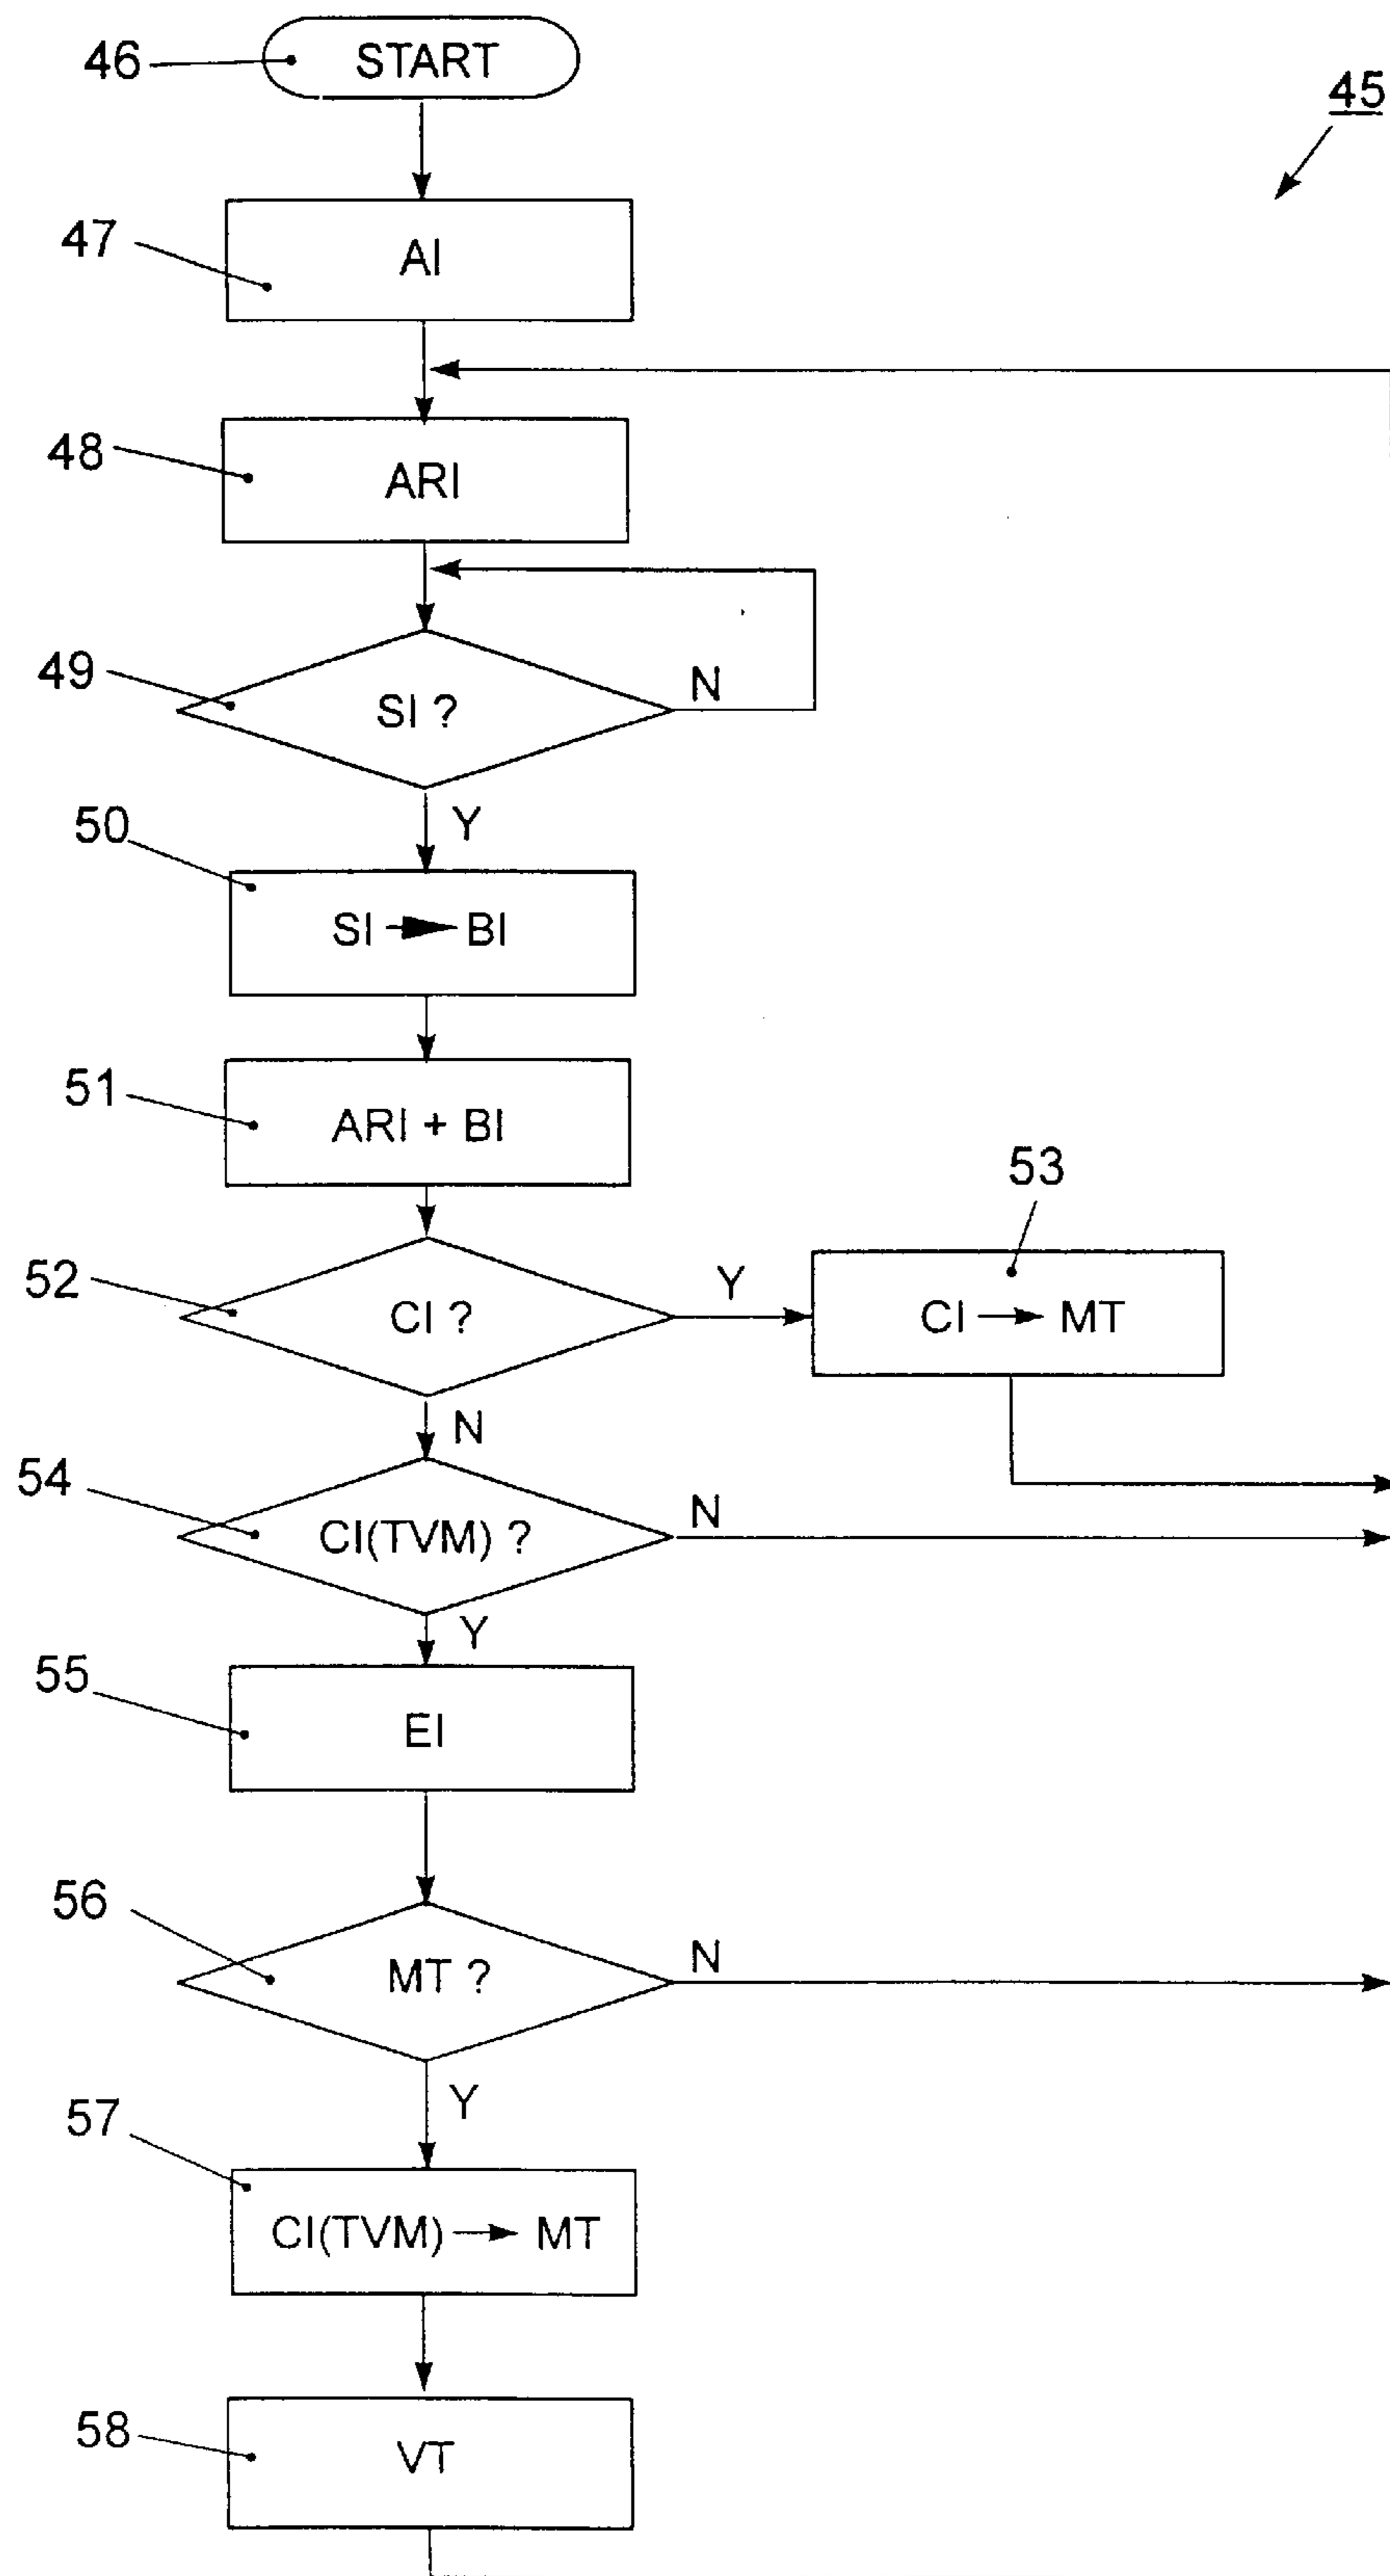 46 START
45
47 AI
48 ARI
49 SI ? N
Y
50 SI → BI
51 ARI + BI
53
52 CI ? Y CI → MT
N
54 CI(TVM) ? N
Y
55 EI
56 MT ? N
Y
57 CI(TVM) → MT
58 VT